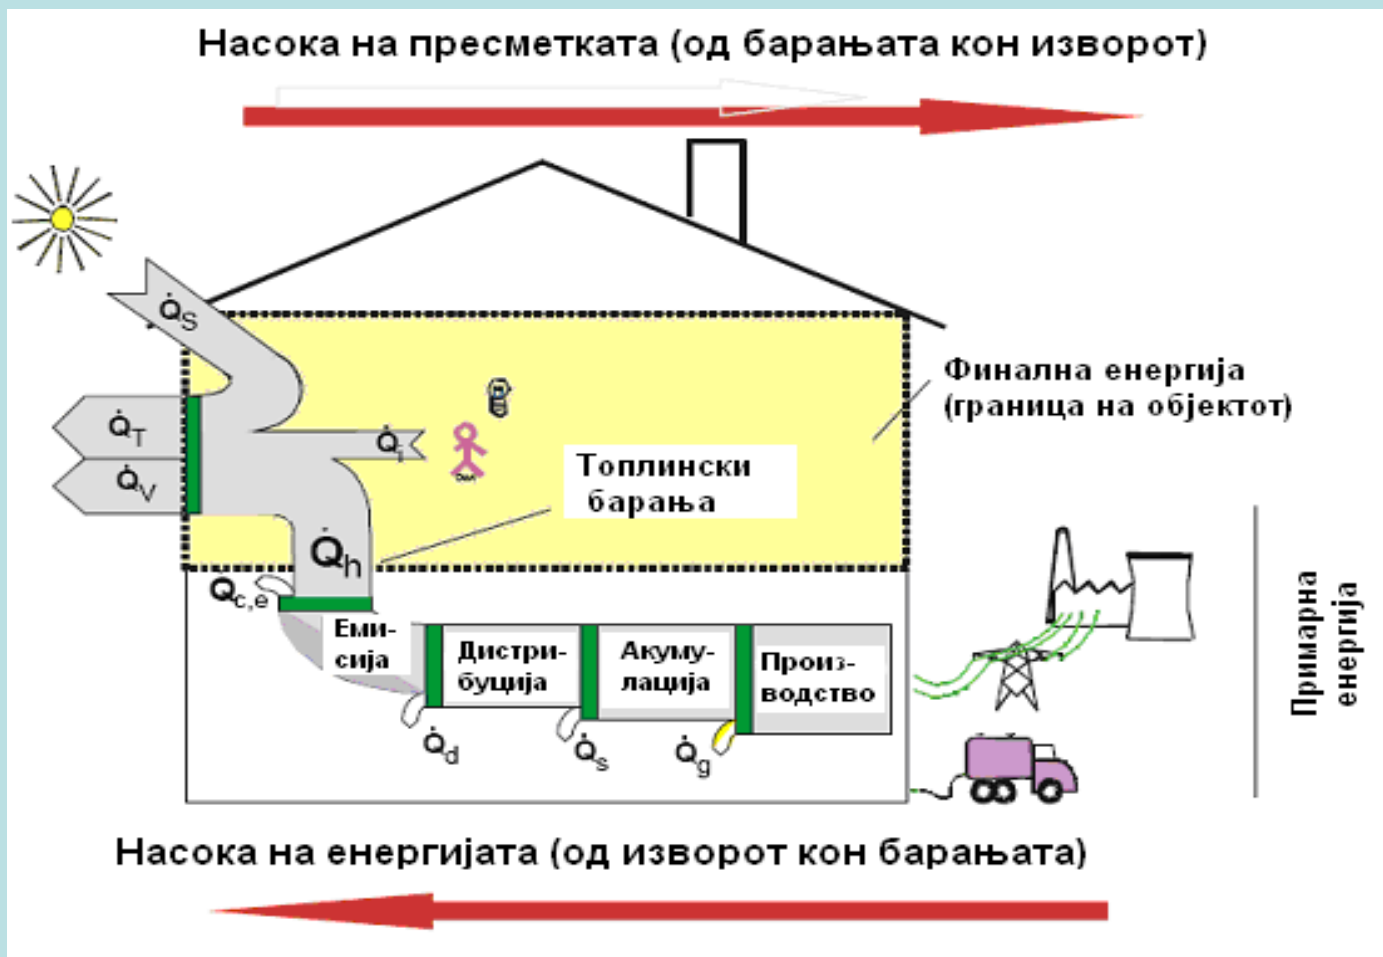 Насока на пресметката (од барањата кон изворот)
Q̇S
Финална енергија
(граница на објектот)
Q̇T
Q̇i
Топлински
барања
Q̇V
Q̇h
Q̇c,e
Еми-
сија
Дистри-
буција
Акуму-
лација
Произ-
водство
Примарна
енергија
Q̇d
Q̇s
Q̇g
Насока на енергијата (од изворот кон барањата)